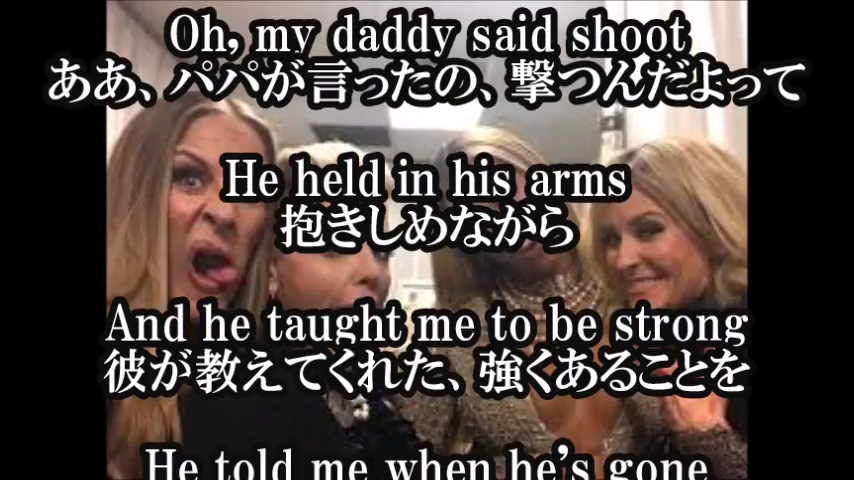 Oh, my daddy said shoot
ああ、パパが言ったの、撃つんだよって
He held in his arms
抱きしめながら
And he taught me to be strong
彼が教えてくれた、強くあることを
He told me when he's gone